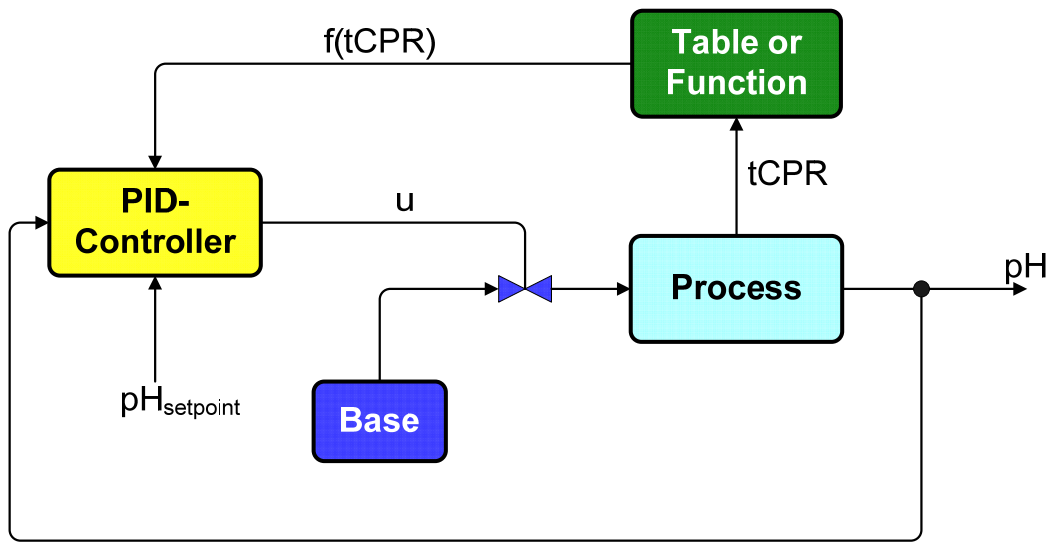 f(tCPR)
Table or
Function
tCPR
PID-
Controller
u
Process
pH
pHsetpoint
Base